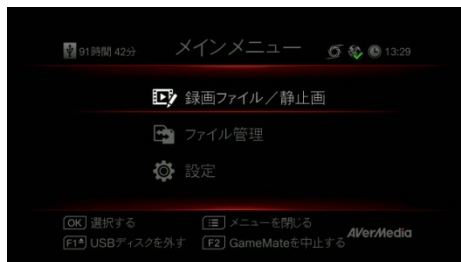 91時間 42分 メインメニュー 13:29
録画ファイル／静止画
ファイル管理
設定
OK 選択する メニューを閉じる
F1 USBディスクを外す F2 GameMateを中止する AVerMedia